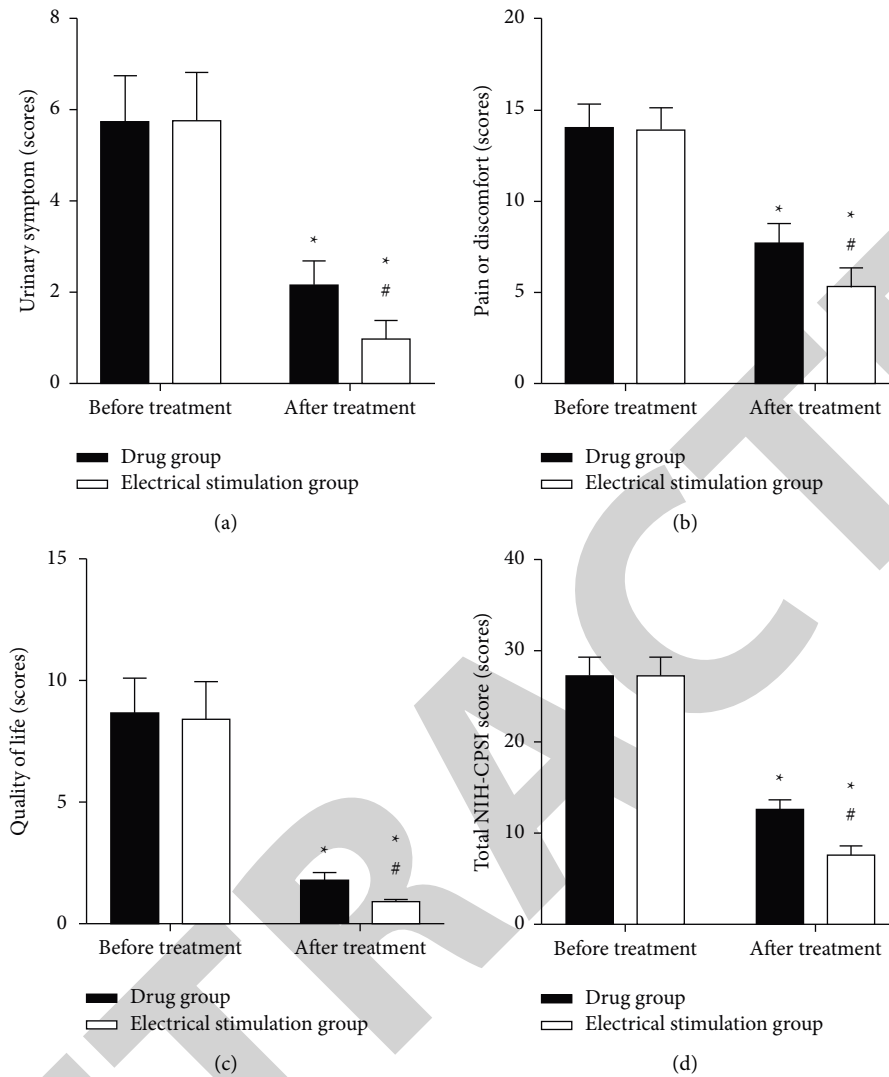 8
6
4
2
0
Urinary symptom (scores)
*
*
#
Before treatment
After treatment
Drug group
Electrical stimulation group
(a)
20
15
10
5
0
Pain or discomfort (scores)
*
*
#
Before treatment
After treatment
Drug group
Electrical stimulation group
(b)
15
10
5
0
Quality of life (scores)
*
*
#
Before treatment
After treatment
Drug group
Electrical stimulation group
(c)
40
30
20
10
0
Total NIH-CPSI score (scores)
*
*
#
Before treatment
After treatment
Drug group
Electrical stimulation group
(d)
TRACT